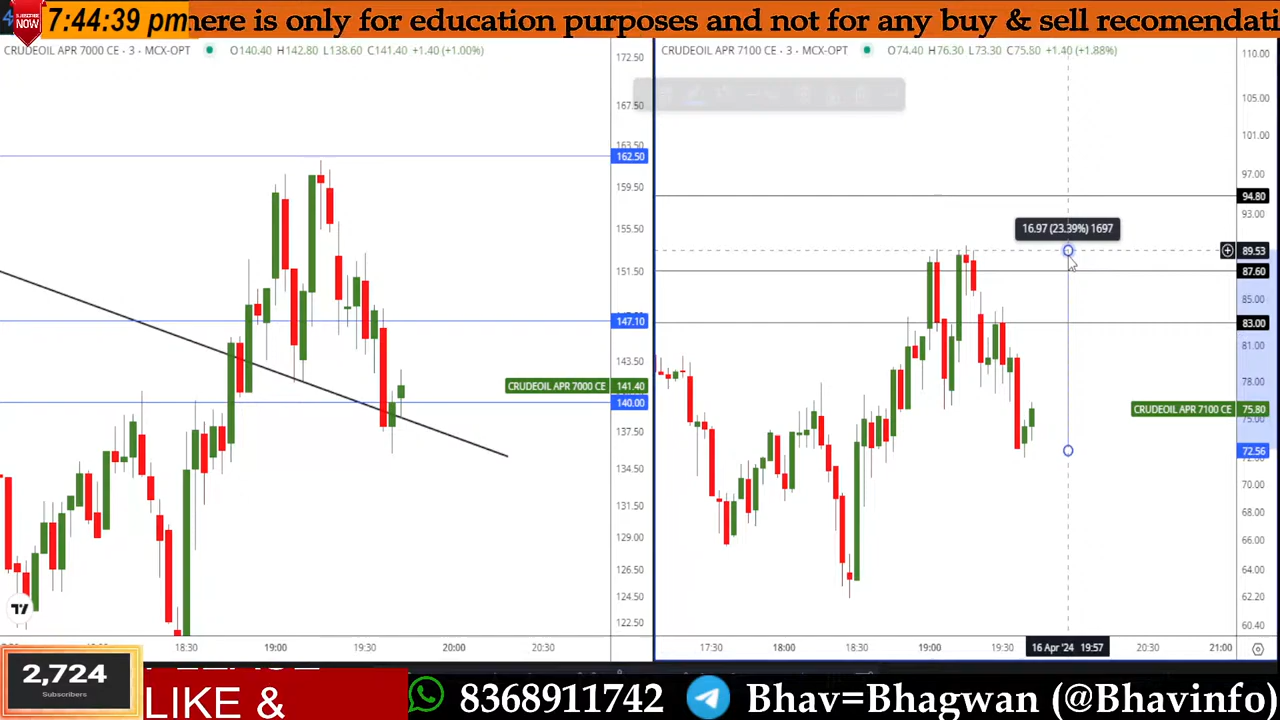 SUBSCRIBE
NOW
7:44:39 pm
here is only for education purposes and not for any buy & sell recomendati
CRUDEOIL APR 7000 CE - 3 - MCX-OPT O140.40 H142.80 L138.60 C141.40 +1.40 (+1.00%)
172.50
167.50
163.50
162.50
159.50
155.50
151.50
147.10
143.50
CRUDEOIL APR 7000 CE 141.40
140.00
137.50
134.50
131.50
129.00
126.50
124.50
122.50
18:30 19:00 19:30 20:00 20:30
CRUDEOIL APR 7100 CE - 3 - MCX-OPT O74.40 H76.30 L73.30 C75.80 +1.40 (+1.88%)
110.00
105.00
101.00
97.00
94.80
93.00
16.97 (23.39%) 1697
89.53
87.60
85.00
83.00
81.00
78.00
CRUDEOIL APR 7100 CE 75.80
75.00
72.56
70.00
68.00
66.00
64.00
62.20
60.40
17:30 18:00 18:30 19:00 19:30 16 Apr '24 19:57 20:30 21:00
2,724
Subscribers
LIKE &
8368911742
Bhav=Bhagwan (@Bhavinfo)